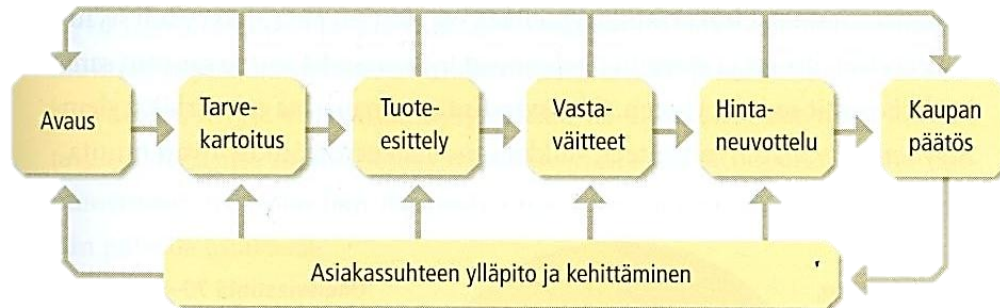 Avaus
Tarve-
kartoitus
Tuote-
esittely
Vasta-
väitteet
Hinta-
neuvottelu
Kaupan
päätös
Asiakassuhteen ylläpito ja kehittäminen